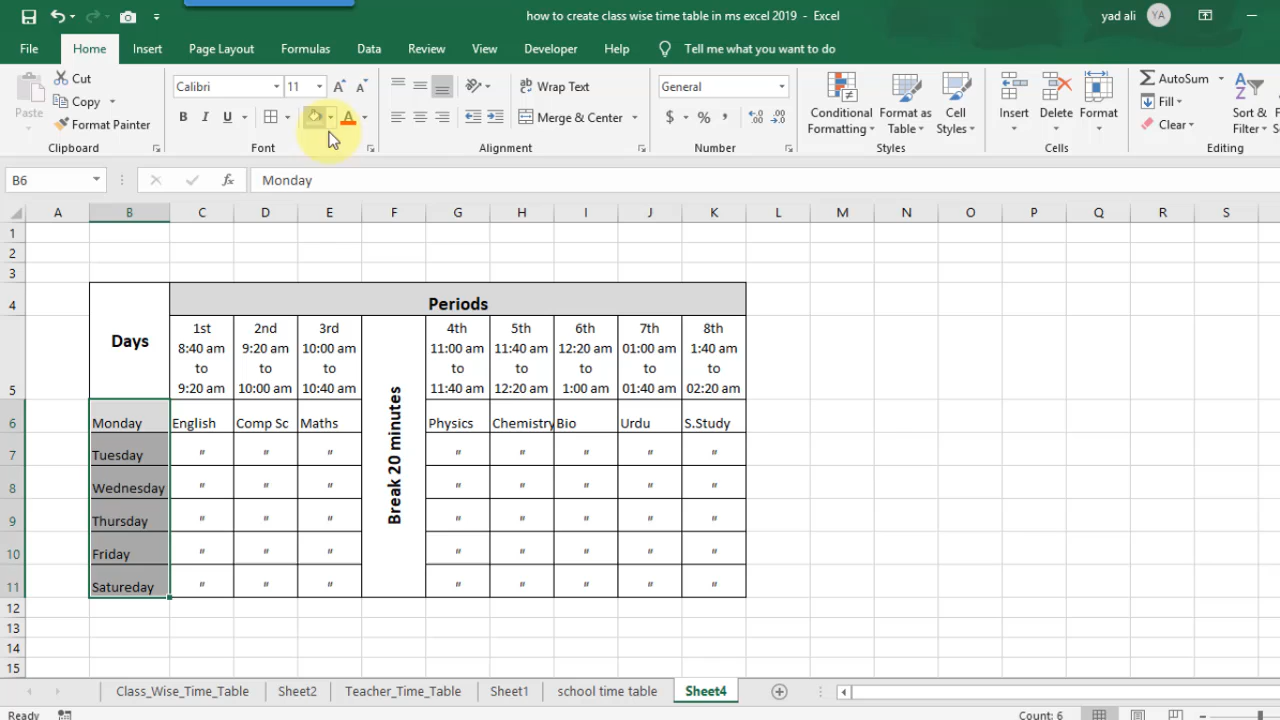 how to create class wise time table in ms excel 2019 - Excel
yad ali YA
File Home Insert Page Layout Formulas Data Review View Developer Help Tell me what you want to do
Paste
Cut
Copy
Format Painter
Clipboard
Calibri 11
B I U A
Font
Wrap Text
Merge & Center
Alignment
General
$ % ,
Number
Conditional Formatting
Format as Table
Cell Styles
Styles
Insert
Delete
Format
Cells
AutoSum
Fill
Clear
Sort &
Filter
Editing
B6 fx Monday
A B C D E F G H I J K L M N O P Q R S
1
2
3
4 Periods
5 Days
1st
8:40 am
to
9:20 am
2nd
9:20 am
to
10:00 am
3rd
10:00 am
to
10:40 am
Break 20 minutes
4th
11:00 am
to
11:40 am
5th
11:40 am
to
12:20 am
6th
12:20 am
to
1:00 am
7th
01:00 am
to
01:40 am
8th
1:40 am
to
02:20 am
6 Monday English Comp Sc Maths Physics Chemistry Bio Urdu S.Study
7 Tuesday " " " " " " " "
8 Wednesday " " " " " " " "
9 Thursday " " " " " " " "
10 Friday " " " " " " " "
11 Satureday " " " " " " " "
12
13
14
15
Class_Wise_Time_Table Sheet2 Teacher_Time_Table Sheet1 school time table Sheet4
Ready Count: 6